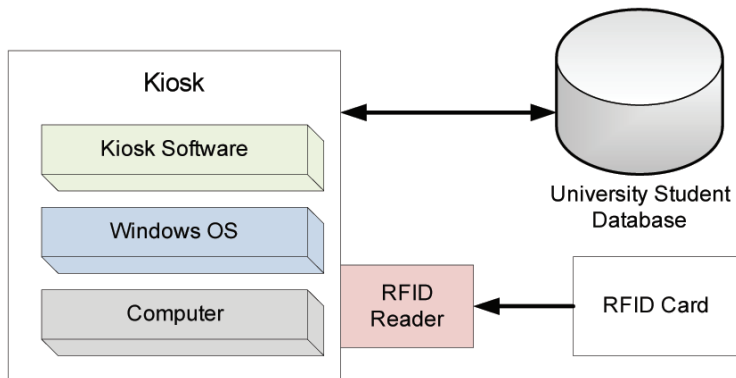 Kiosk
Kiosk Software
Windows OS
Computer
University Student
Database
RFID
Reader
RFID Card